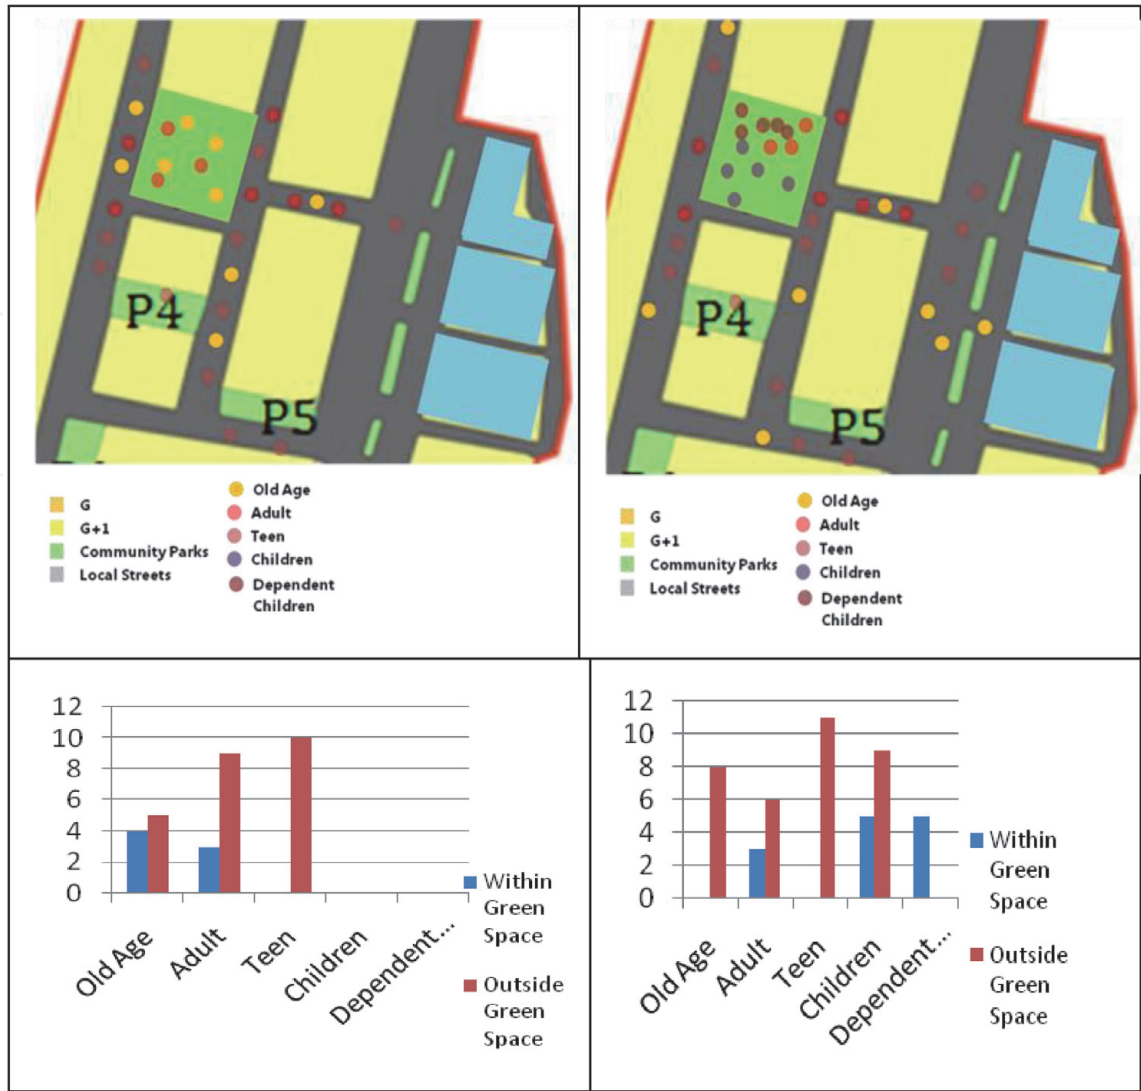 P4
P5
G
G+1
Community Parks
Local Streets
Old Age
Adult
Teen
Children
Dependent
Children
P4
P5
G
G+1
Community Parks
Local Streets
Old Age
Adult
Teen
Children
Dependent
Children
12
10
8
6
4
2
0
Old Age
Adult
Teen
Children
Dependent...
Within
Green
Space
Outside
Green
Space
12
10
8
6
4
2
0
Old Age
Adult
Teen
Children
Dependent...
Within
Green
Space
Outside
Green
Space